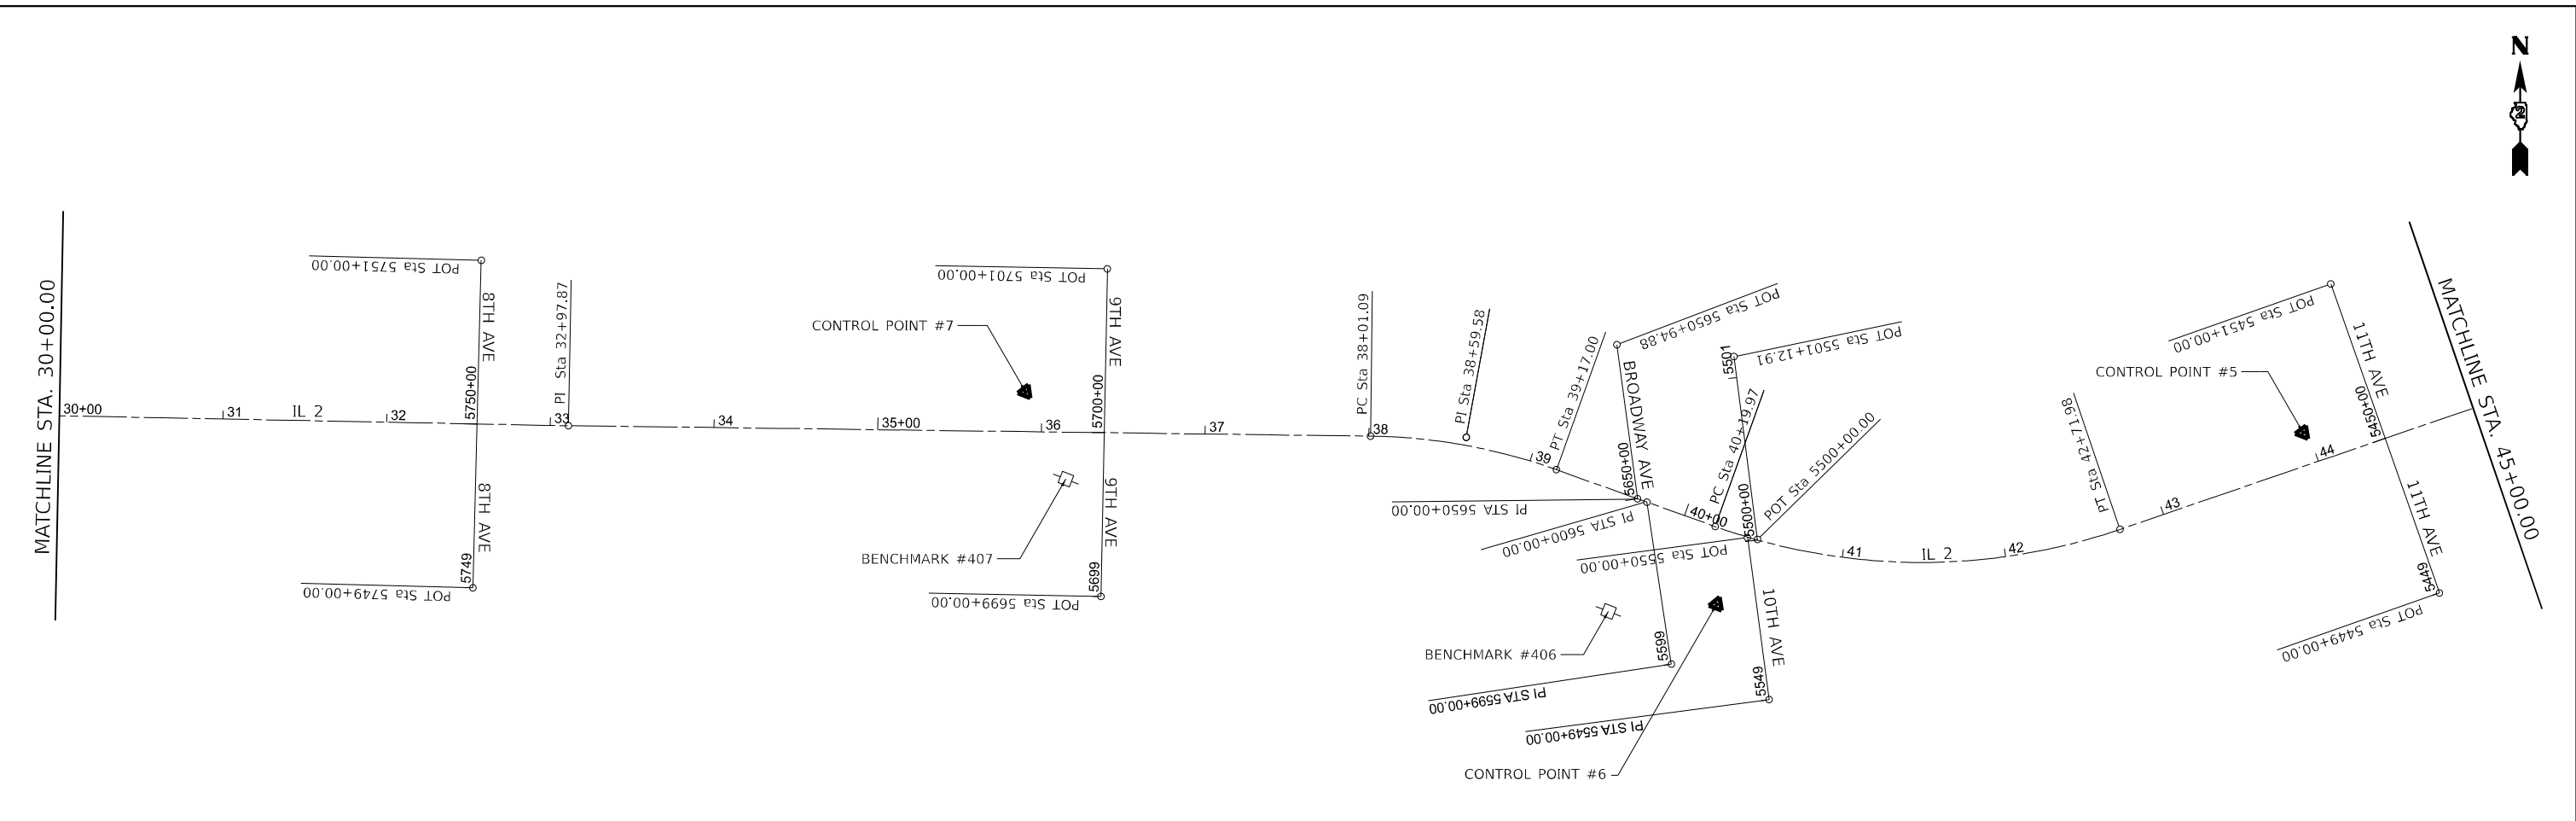 N
MATCHLINE STA. 30+00.00
30+00
31
IL 2
32
POT Sta 5751+00.00
8TH AVE
5750+00
8TH AVE
5749
POT Sta 5749+00.00
PI Sta 32+97.87
33
34
35+00
36
CONTROL POINT #7
POT Sta 5701+00.00
9TH AVE
5700+00
9TH AVE
5699
POT Sta 5699+00.00
BENCHMARK #407
37
PC Sta 38+01.09
38
PI Sta 38+59.58
39
PT Sta 39+17.00
POT Sta 5650+94.88
BROADWAY AVE
5650+00
PI STA 5650+00.00
PI STA 5600+00.00
40+00
PC Sta 40+19.97
5501
POT Sta 5501+12.91
5500+00
POT Sta 5500+00.00
POT Sta 5550+00.00
BENCHMARK #406
5599
PI STA 5599+00.00
10TH AVE
5549
PI STA 5549+00.00
CONTROL POINT #6
41
IL 2
42
PT Sta 42+71.98
43
44
CONTROL POINT #5
POT Sta 5451+00.00
11TH AVE
5450+00
11TH AVE
5449
POT Sta 5449+00.00
MATCHLINE STA. 45+00.00